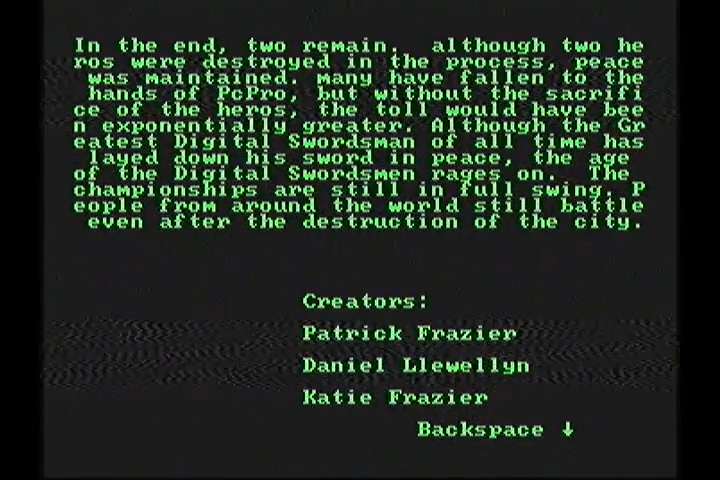 In the end, two remain.  although two he
ros were destroyed in the process, peace
 was maintained. many have fallen to the
 hands of PcPro, but without the sacrifi
ce of the heros, the toll would have bee
n exponentially greater. Although the Gr
eatest Digital Swordsman of all time has
 layed down his sword in peace, the age 
of the Digital Swordsmen rages on.  The 
championships are still in full swing. P
eople from around the world still battle
 even after the destruction of the city.
Creators:
Patrick Frazier
Daniel Llewellyn
Katie Frazier
Backspace ↓